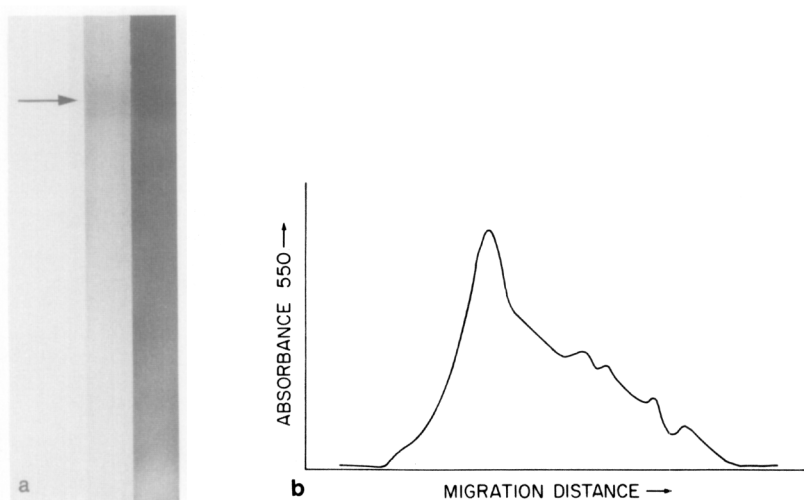 a
ABSORBANCE 550 →
b
MIGRATION DISTANCE →